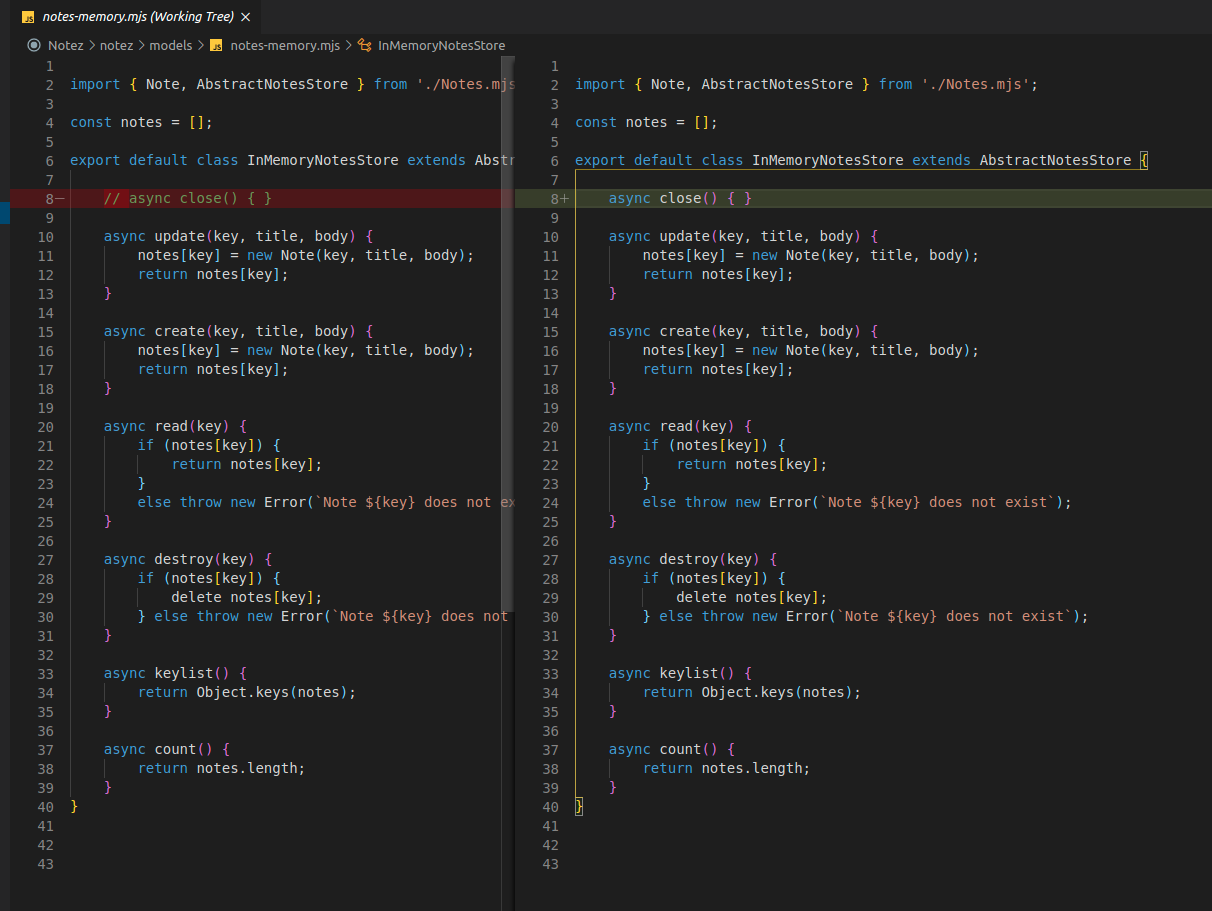 JS notes-memory.mjs (Working Tree) ×
Notez > notez > models > JS notes-memory.mjs > InMemoryNotesStore
1
2 import { Note, AbstractNotesStore } from './Notes.mjs
3
4 const notes = [];
5
6 export default class InMemoryNotesStore extends Abstr
7
8− // async close() { }
9
10 async update(key, title, body) {
11 notes[key] = new Note(key, title, body);
12 return notes[key];
13 }
14
15 async create(key, title, body) {
16 notes[key] = new Note(key, title, body);
17 return notes[key];
18 }
19
20 async read(key) {
21 if (notes[key]) {
22 return notes[key];
23 }
24 else throw new Error(`Note ${key} does not ex
25 }
26
27 async destroy(key) {
28 if (notes[key]) {
29 delete notes[key];
30 } else throw new Error(`Note ${key} does not
31 }
32
33 async keylist() {
34 return Object.keys(notes);
35 }
36
37 async count() {
38 return notes.length;
39 }
40 }
41
42
43
1
2 import { Note, AbstractNotesStore } from './Notes.mjs';
3
4 const notes = [];
5
6 export default class InMemoryNotesStore extends AbstractNotesStore {
7
8+ async close() { }
9
10 async update(key, title, body) {
11 notes[key] = new Note(key, title, body);
12 return notes[key];
13 }
14
15 async create(key, title, body) {
16 notes[key] = new Note(key, title, body);
17 return notes[key];
18 }
19
20 async read(key) {
21 if (notes[key]) {
22 return notes[key];
23 }
24 else throw new Error(`Note ${key} does not exist`);
25 }
26
27 async destroy(key) {
28 if (notes[key]) {
29 delete notes[key];
30 } else throw new Error(`Note ${key} does not exist`);
31 }
32
33 async keylist() {
34 return Object.keys(notes);
35 }
36
37 async count() {
38 return notes.length;
39 }
40 }
41
42
43